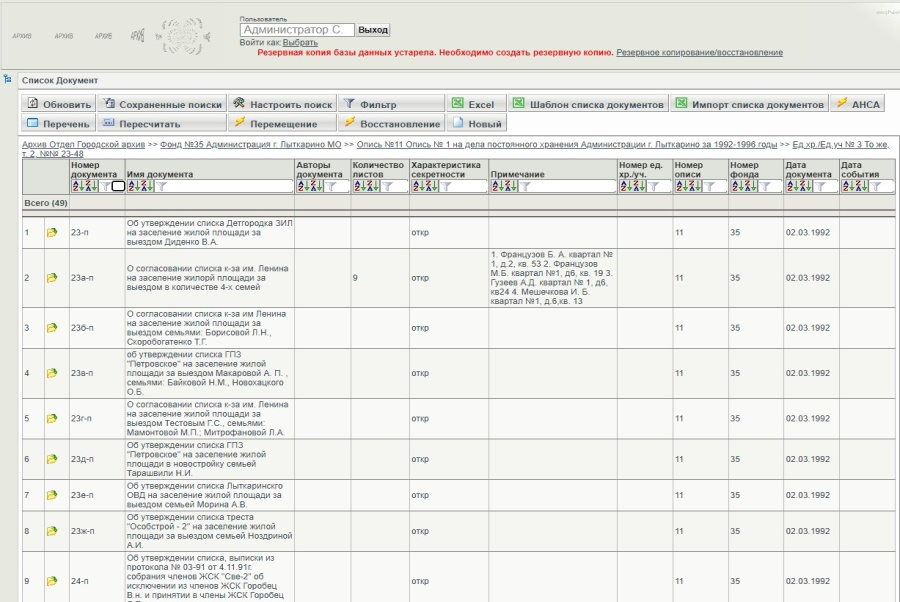 Пользователь
АРХИВ АРХИВ АРХИВ
Администратор С. Выход
Войти как: Выбрать
Резервная копия базы данных устарела. Необходимо создать резервную копию. Резервное копирование/восстановление
Список Документ
Обновить Сохраненные поиски Настроить поиск Фильтр Excel Шаблон списка документов Импорт списка документов АНСА
Перечень Пересчитать Перемещение Восстановление Новый
Архив Отдел Городской архив >> Фонд №35 Администрация г. Лыткарино МО >> Опись №11 Опись № 1 на дела постоянного хранения Администрации г. Лыткарино за 1992-1996 годы >> Ед.хр./Ед.уч № 3 То же,
т. 2, №№ 23-48
Номер документа Имя документа Авторы документа Количество листов Характеристика секретности Примечание Номер ед. хр./уч. Номер описи Номер фонда Дата документа Дата события
Всего (49)
1 23-п Об утверждении списка Детгородка ЗИЛ
на заселение жилой площади за
выездом Диденко В.А. откр 11 35 02.03.1992
2 23а-п О согласовании списка к-за им. Ленина
на заселение жилорй площади за
выездом в количестве 4-х семей 9 откр 1. Французов Б. А. квартал №
1, д.2, кв. 53 2. Французов
М.Б. квартал №1, д6, кв. 19 3.
Гузеев А.Д. квартал № 1, д6,
кв24 4. Мешечкова И. Б.
квартал №1, д.6,кв. 13 11 35 02.03.1992
3 23б-п О согласовании списка к-за им Ленина
на заселение жилой площади за
выездом семьями: Борисовой Л.Н.,
Скоробогатенко Т.Г. откр 11 35 02.03.1992
4 23в-п об утверждении списка ГПЗ
"Петровское" на заселение жилой
площади за выездом Макаровой А. П. ,
семьями: Байковой Н.М., Новохацкого
О.Б. откр 11 35 02.03.1992
5 23г-п О согласовании списка к-за им. Ленина
на заселение жилой площади за
выездом Тестовым Г.С., семьями:
Мамонтовой М.П.; Митрофановой Л.А. откр 11 35 02.03.1992
6 23д-п Об утверждении списка ГПЗ
"Петровское" на заселение жилой
площади в новостройку семьей
Тарашвили Н.И. откр 11 35 02.03.1992
7 23е-п Об утверждении списка Лыткаринскго
ОВД на заселение жилой площади за
выездом семьей Морина А.В. откр 11 35 02.03.1992
8 23ж-п Об утверждении списка треста
"Особстрой - 2" на заселение жилой
площади за выездом семьей Ноздриной
А.И. откр 11 35 02.03.1992
9 24-п Об утверждении списка, выписки из
протокола № 03-91 от 4.11.91г.
собрания членов ЖСК "Све-2" об
исключении из членов ЖСК Горобец
В.н. и принятии в члены ЖСК Горобец откр 11 35 02.03.1992